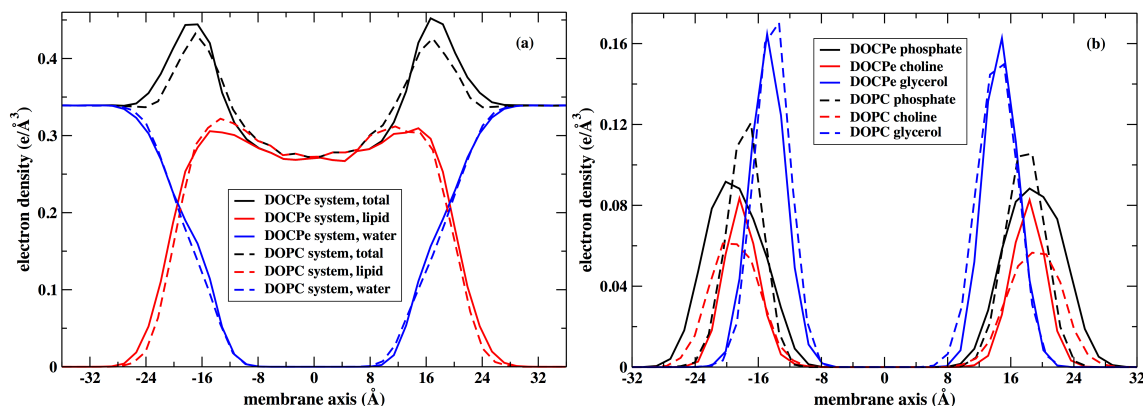 (a)
electron density (e/Å³)
0.4
0.3
0.2
0.1
0
DOCPe system, total
DOCPe system, lipid
DOCPe system, water
DOPC system, total
DOPC system, lipid
DOPC system, water
-32 -24 -16 -8 0 8 16 24 32
membrane axis (Å)
(b)
electron density (e/Å³)
0.16
0.12
0.08
0.04
0
DOCPe phosphate
DOCPe choline
DOCPe glycerol
DOPC phosphate
DOPC choline
DOPC glycerol
-32 -24 -16 -8 0 8 16 24 32
membrane axis (Å)